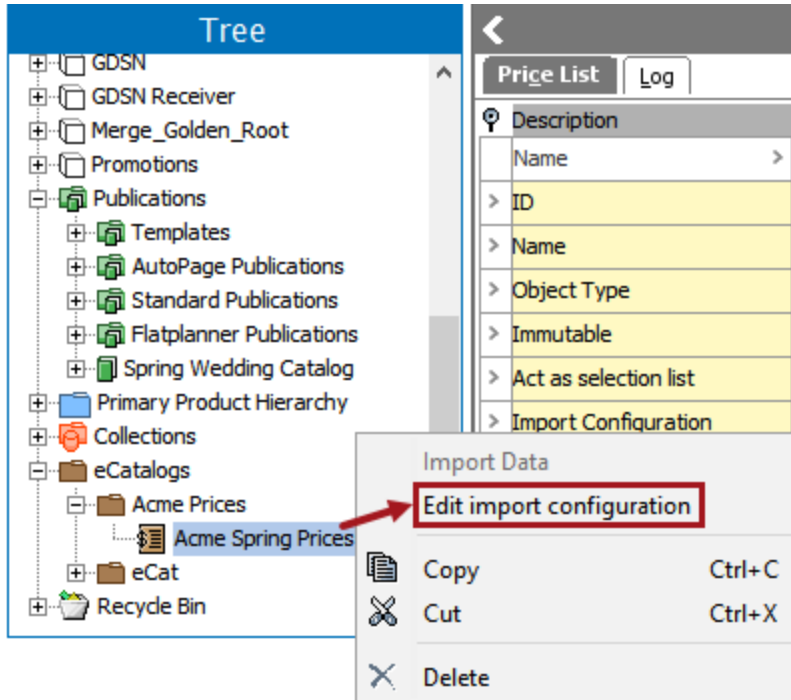 Tree
GDSN
GDSN Receiver
Merge_Golden_Root
Promotions
Publications
Templates
AutoPage Publications
Standard Publications
Flatplanner Publications
Spring Wedding Catalog
Primary Product Hierarchy
Collections
eCatalogs
Acme Prices
Acme Spring Prices
eCat
Recycle Bin
Price List Log
Description
Name >
> ID
> Name
> Object Type
> Immutable
> Act as selection list
> Import Configuration
Import Data
Edit import configuration
Copy Ctrl+C
Cut Ctrl+X
Delete